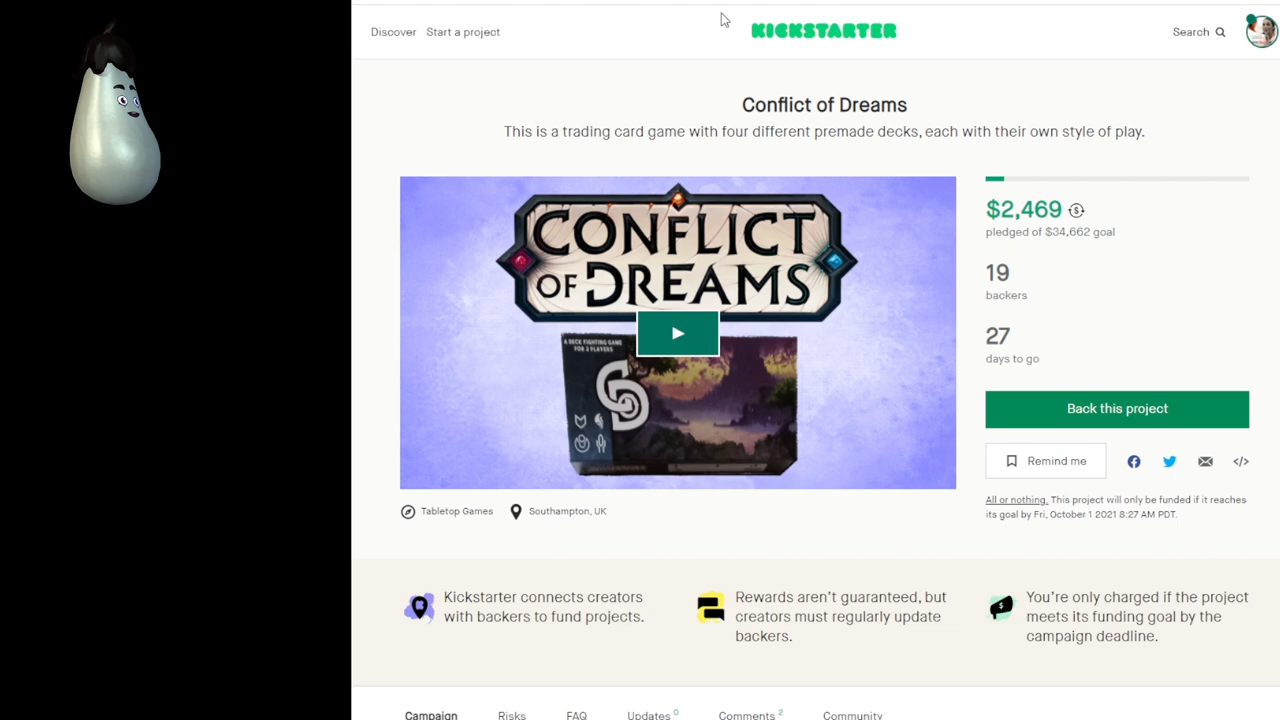 Discover Start a project KICKSTARTER Search
Conflict of Dreams
This is a trading card game with four different premade decks, each with their own style of play.
CONFLICT
OF DREAMS
A DECK FIGHTING GAME
FOR 2 PLAYERS
$2,469
pledged of $34,662 goal
19
backers
27
days to go
Back this project
Remind me
All or nothing. This project will only be funded if it reaches
its goal by Fri, October 1 2021 8:27 AM PDT.
Tabletop Games Southampton, UK
Kickstarter connects creators
with backers to fund projects.
Rewards aren't guaranteed, but
creators must regularly update
backers.
You're only charged if the project
meets its funding goal by the
campaign deadline.
Campaign Risks FAQ Updates 0 Comments 2 Community